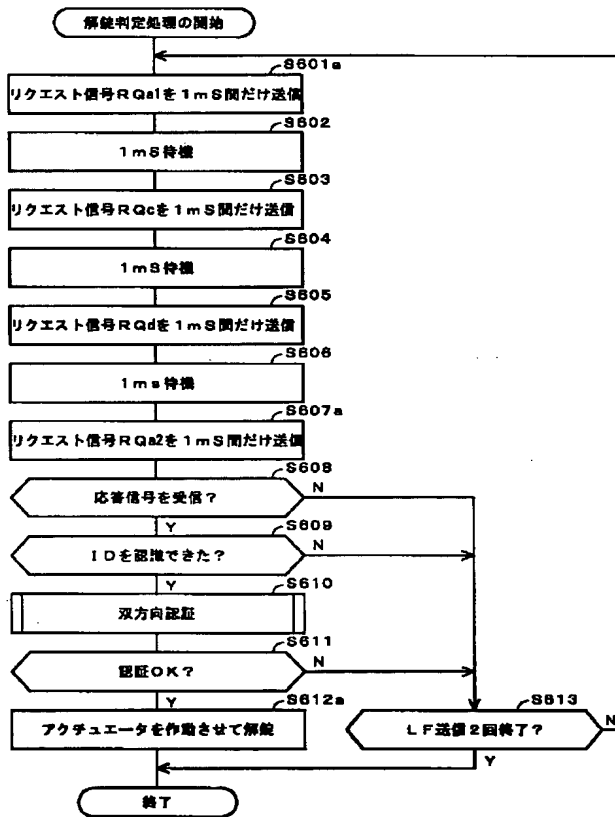 解錠判定処理の開始
S601a
リクエスト信号RQa1を1mS間だけ送信
S602
1mS待機
S603
リクエスト信号RQcを1mS間だけ送信
S604
1mS待機
S605
リクエスト信号RQdを1mS間だけ送信
S606
1ms待機
S607a
リクエスト信号RQa2を1mS間だけ送信
S608
応答信号を受信？
N
Y
S609
IDを認識できた？
N
Y
S610
双方向認証
S611
認証OK？
N
Y
S612a
アクチュエータを作動させて解錠
S613
LF送信2回終了？
N
Y
終了